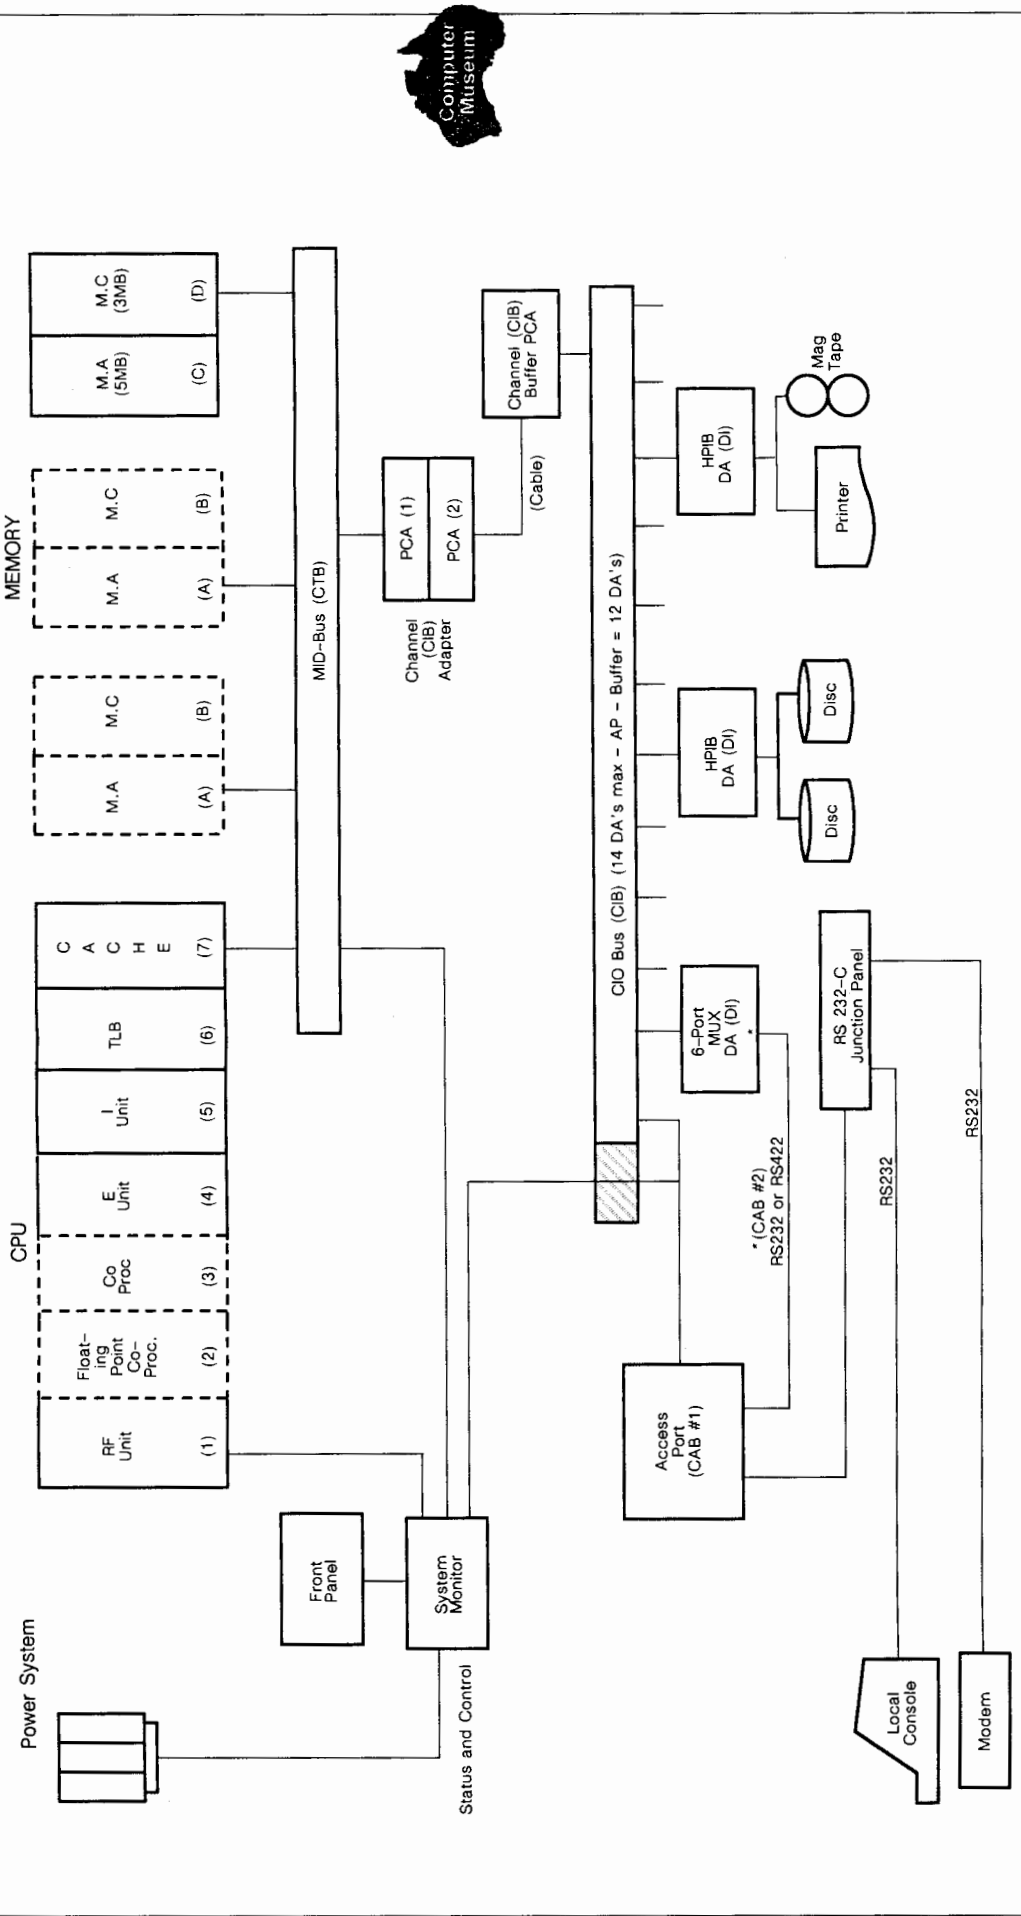 Computer
Museum
Power System
CPU
MEMORY
RF
Unit
(1)
Float-
ing
Point
Co-
Proc.
(2)
Co
Proc
(3)
E
Unit
(4)
I
Unit
(5)
TLB
(6)
C
A
C
H
E
(7)
M.A
(A)
M.C
(B)
M.A
(A)
M.C
(B)
M.A
(5MB)
(C)
M.C
(3MB)
(D)
Front
Panel
MID-Bus (CTB)
System
Monitor
Status and Control
Channel
(CIB)
Adapter
PCA (1)
PCA (2)
(Cable)
Channel (CIB)
Buffer PCA
CIO Bus (CIB) (14 DA's max - AP - Buffer = 12 DA's)
Access
Port
(CAB #1)
* (CAB #2)
RS232 or RS422
6-Port
MUX
DA (DI)
*
HPIB
DA (DI)
HPIB
DA (DI)
Disc
Disc
Printer
Mag
Tape
RS 232-C
Junction Panel
RS232
RS232
Local
Console
Modem